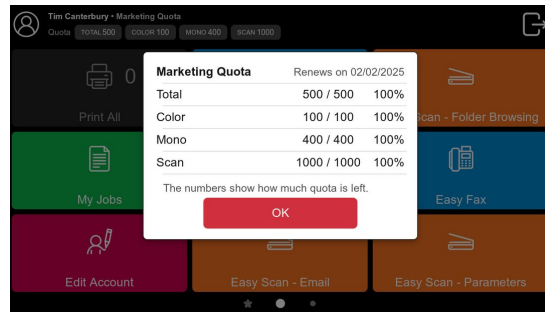 Tim Canterbury • Marketing Quota
Quota TOTAL 500 COLOR 100 MONO 400 SCAN 1000
Marketing Quota Renews on 02/02/2025
Total 500 / 500 100%
Color 100 / 100 100%
Mono 400 / 400 100%
Scan 1000 / 1000 100%
The numbers show how much quota is left.
OK
0
Print All
can - Folder Browsing
My Jobs
Easy Fax
Edit Account
Easy Scan - Email
Easy Scan - Parameters